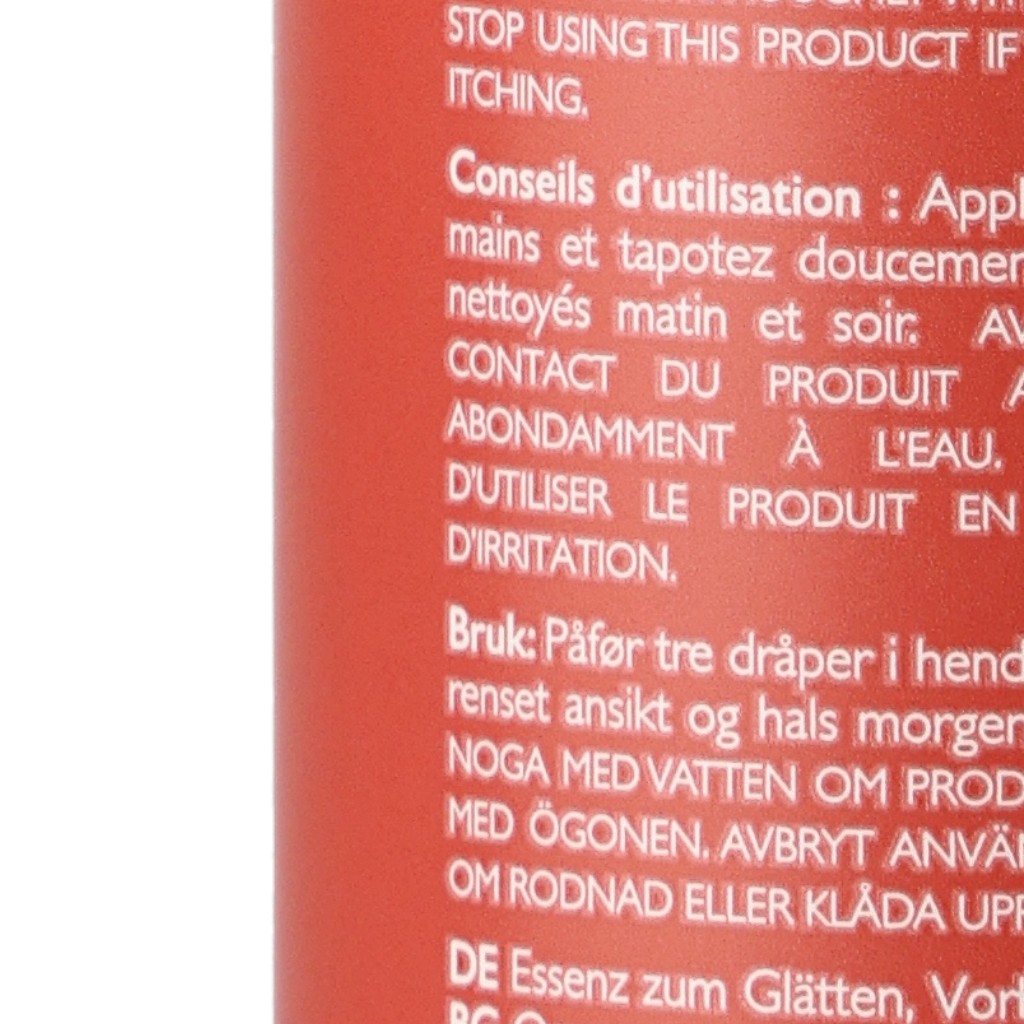 STOP USING THIS PRODUCT IF
ITCHING.
Conseils d'utilisation : Appl
mains et tapotez doucemen
nettoyés matin et soir. AV
CONTACT DU PRODUIT A
ABONDAMMENT À L'EAU.
D'UTILISER LE PRODUIT EN
D'IRRITATION.
Bruk: Påfør tre dråper i hend
renset ansikt og hals morgen
NOGA MED VATTEN OM PROD
MED ÖGONEN. AVBRYT ANVÄN
OM RODNAD ELLER KLÅDA UPP
DE Essenz zum Glätten, Vor
BG